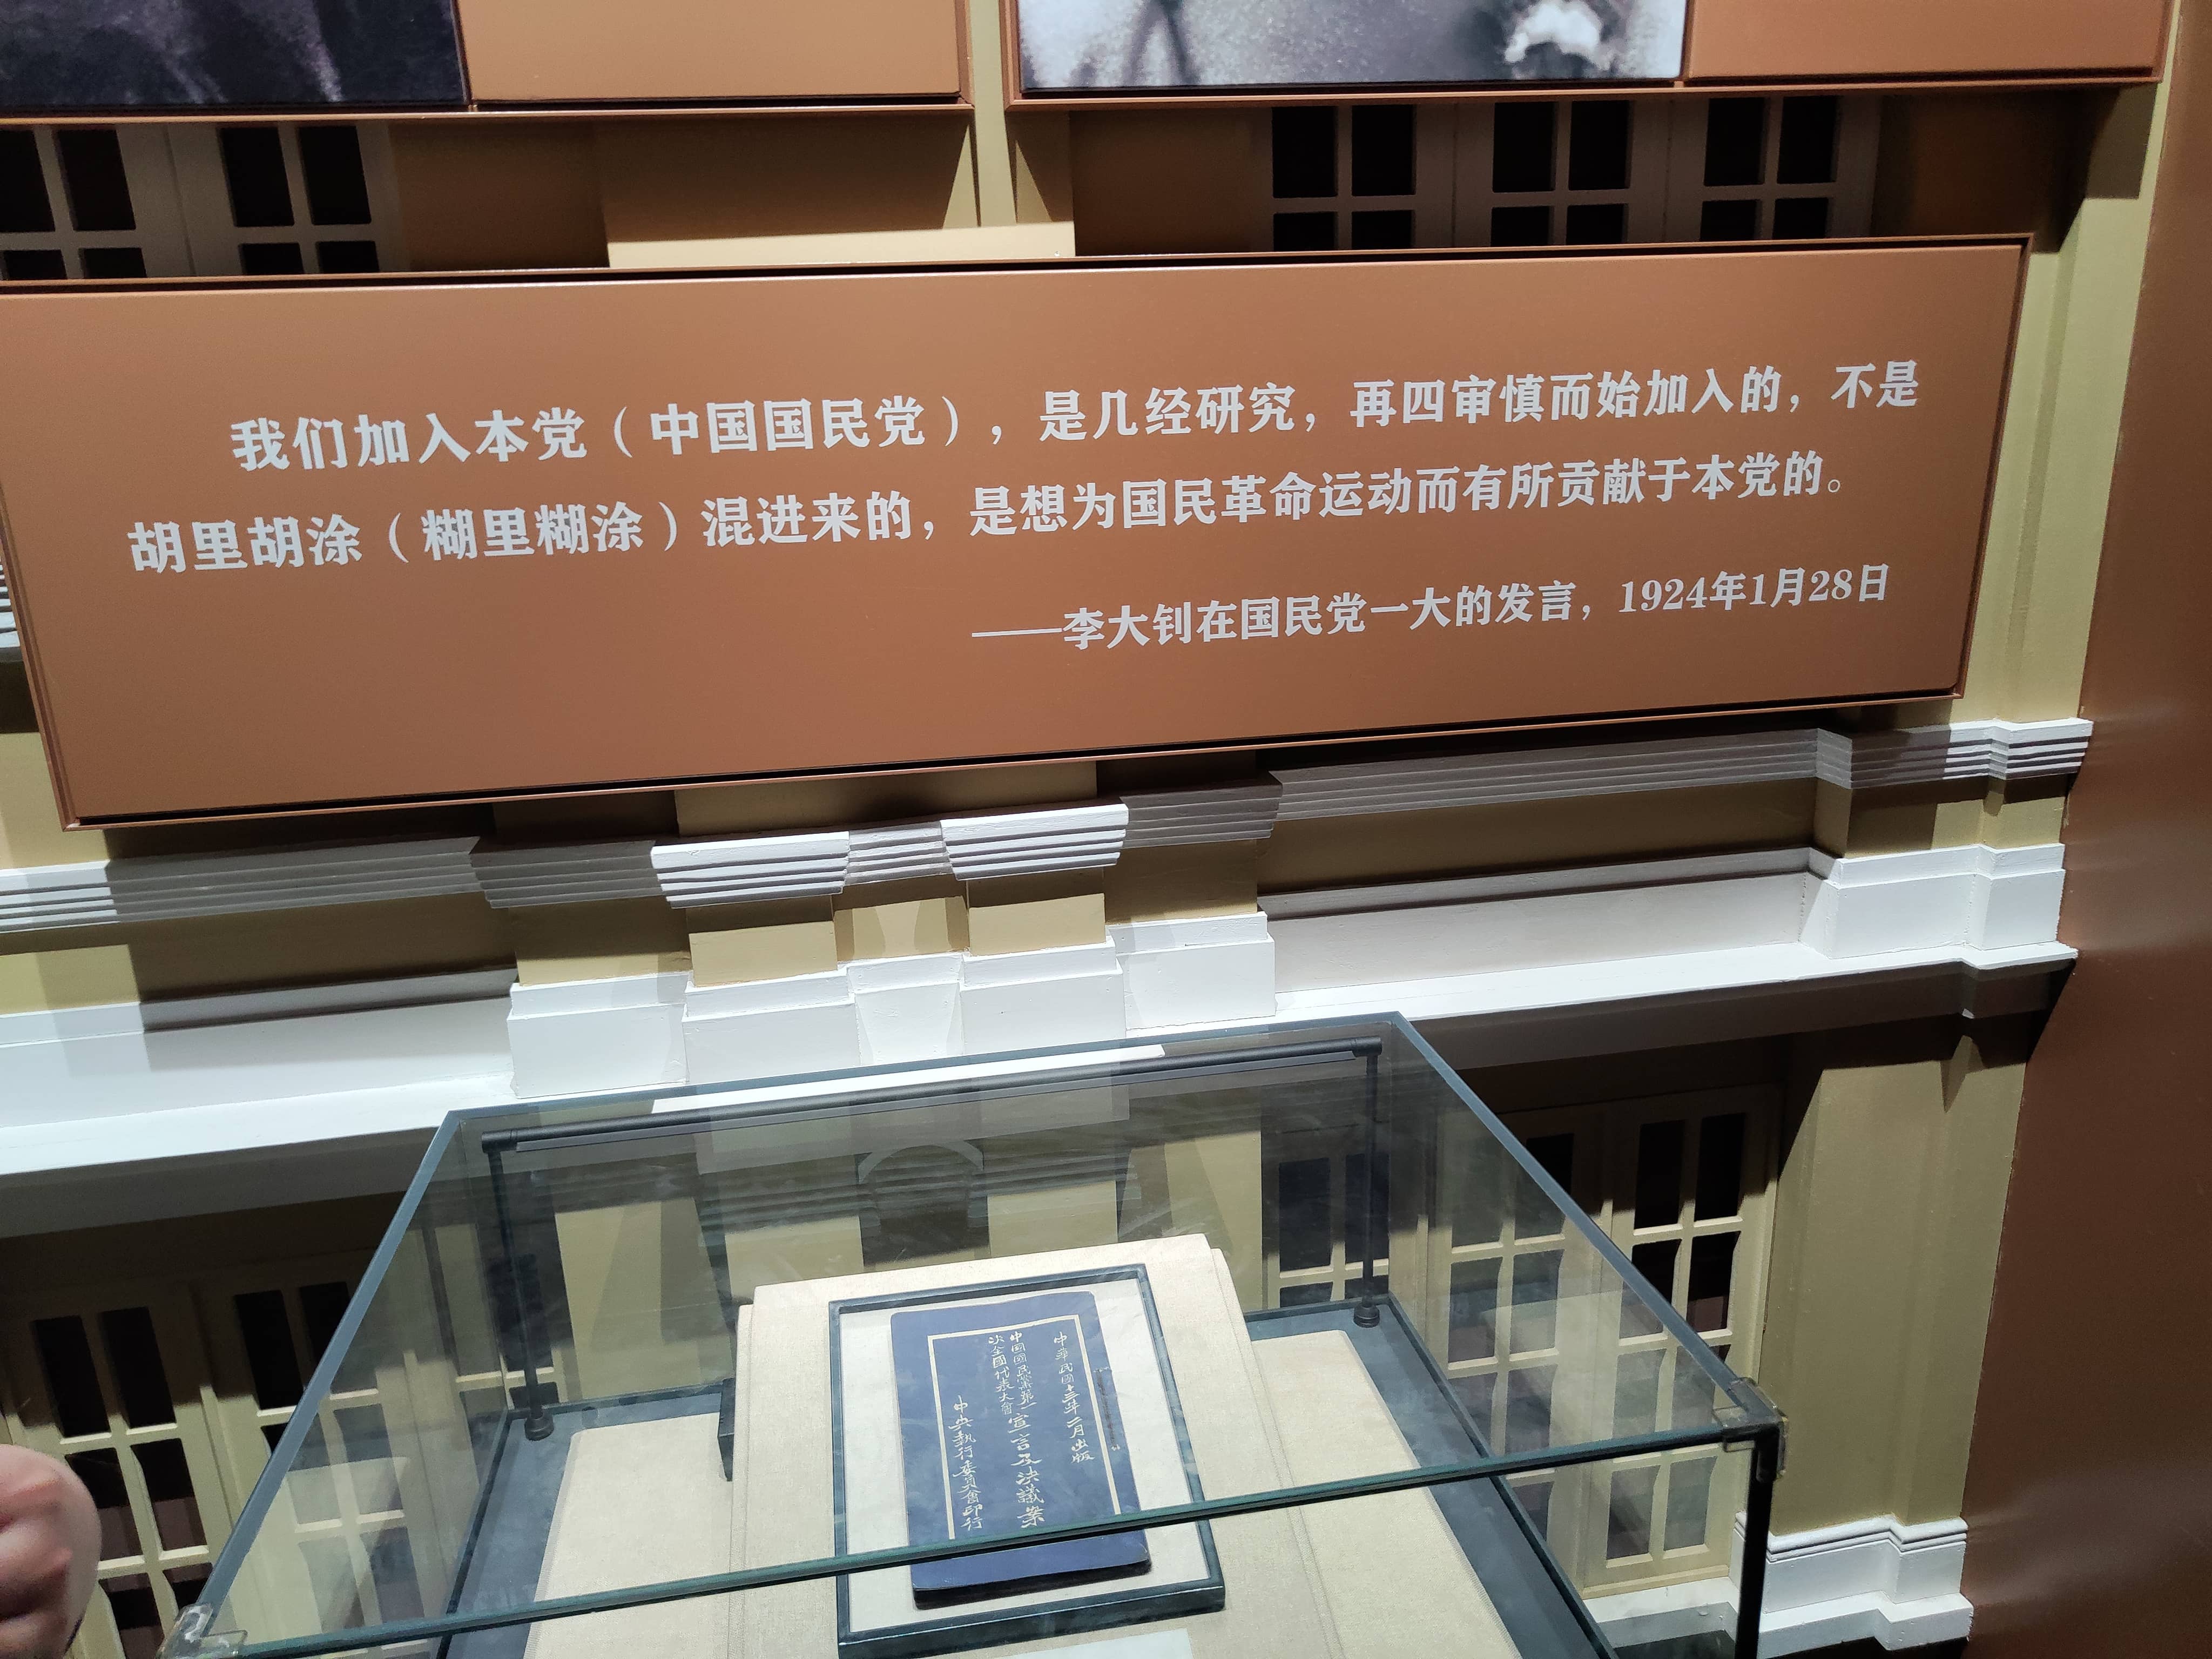 我们加入本党（中国国民党），是几经研究，再四审慎而始加入的，不是
胡里胡涂（糊里糊涂）混进来的，是想为国民革命运动而有所贡献于本党的。
——李大钊在国民党一大的发言，1924年1月28日
中華民國十三年二月出版
中国國民党第一
次全國代表大會
宣言及決議案
中央執行委員會印行